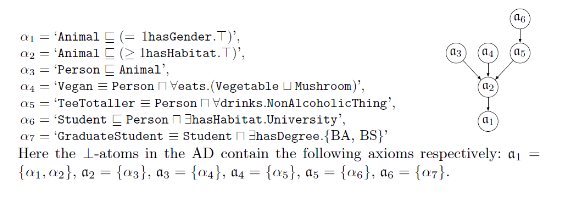 α₁ = ‘Animal ⊑ (= 1hasGender.⊤)’,
α₂ = ‘Animal ⊑ (≥ 1hasHabitat.⊤)’,
α₃ = ‘Person ⊑ Animal’,
α₄ = ‘Vegan ≡ Person ⊓ ∀eats.(Vegetable ⊔ Mushroom)’,
α₅ = ‘TeeTotaller ≡ Person ⊓ ∀drinks.NonAlcoholicThing’,
α₆ = ‘Student ⊑ Person ⊓ ∃hasHabitat.University’,
α₇ = ‘GraduateStudent ≡ Student ⊓ ∃hasDegree.{BA, BS}’
𝔞₆
𝔞₃ 𝔞₄ 𝔞₅
𝔞₂
𝔞₁
Here the ⊥-atoms in the AD contain the following axioms respectively: 𝔞₁ =
{α₁, α₂}, 𝔞₂ = {α₃}, 𝔞₃ = {α₄}, 𝔞₄ = {α₅}, 𝔞₅ = {α₆}, 𝔞₆ = {α₇}.